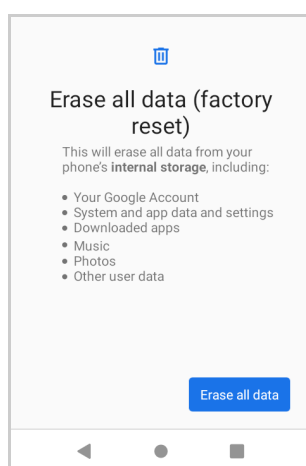 Erase all data (factory
reset)
This will erase all data from your
phone's internal storage, including:
• Your Google Account
• System and app data and settings
• Downloaded apps
• Music
• Photos
• Other user data
Erase all data